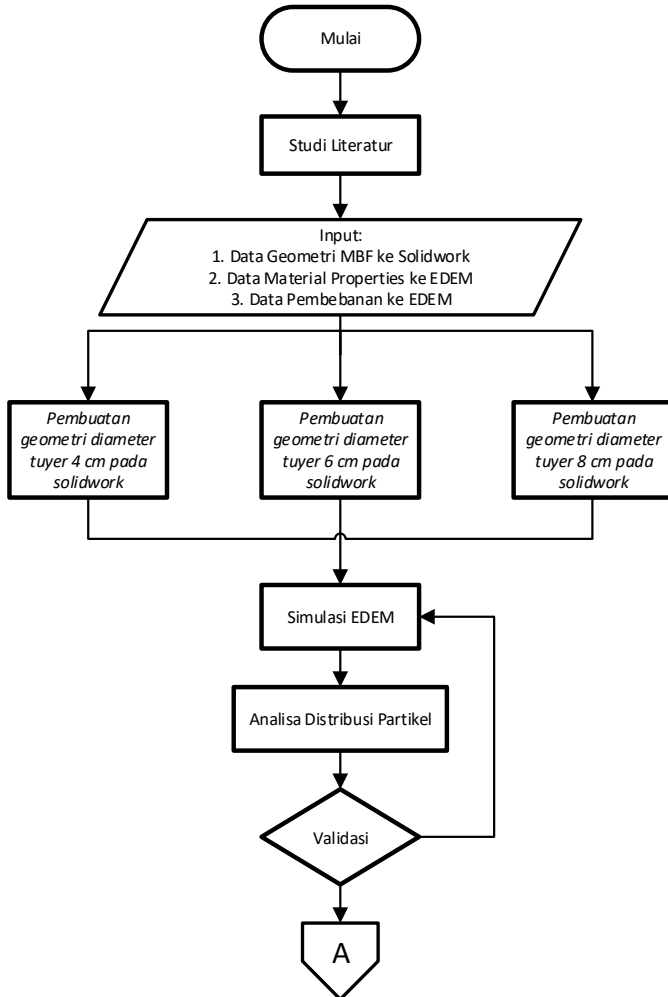 Mulai
Studi Literatur
Input:
1. Data Geometri MBF ke Solidwork
2. Data Material Properties ke EDEM
3. Data Pembebanan ke EDEM
Pembuatan
geometri diameter
tuyer 4 cm pada
solidwork
Pembuatan
geometri diameter
tuyer 6 cm pada
solidwork
Pembuatan
geometri diameter
tuyer 8 cm pada
solidwork
Simulasi EDEM
Analisa Distribusi Partikel
Validasi
A